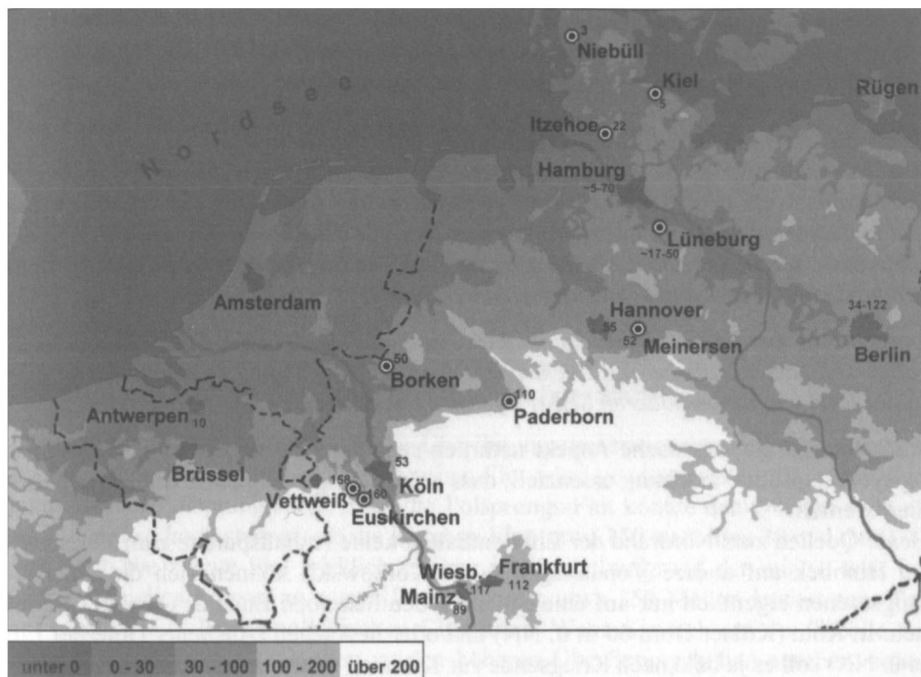 3
Niebüll
Nordsee
Kiel
5
Rügen
Itzehoe 22
Hamburg
~5-70
Lüneburg
~17-50
Amsterdam
Hannover
55
34-122
52
Meinersen
Berlin
50
Borken
110
Paderborn
Antwerpen 10
Brüssel
53
Köln
158
Vettweiß
160
Euskirchen
Wiesb.
117
Frankfurt
112
Mainz
89
unter 0 0 - 30 30 - 100 100 - 200 über 200